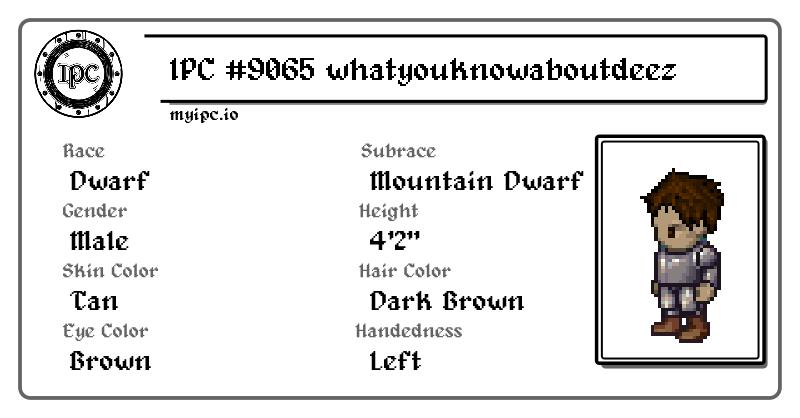 IPC
IPC #9065 whatyouknowaboutdeez
myipc.io
Race
Dwarf
Subrace
Mountain Dwarf
Gender
Male
Height
4'2"
Skin Color
Tan
Hair Color
Dark Brown
Eye Color
Brown
Handedness
Left